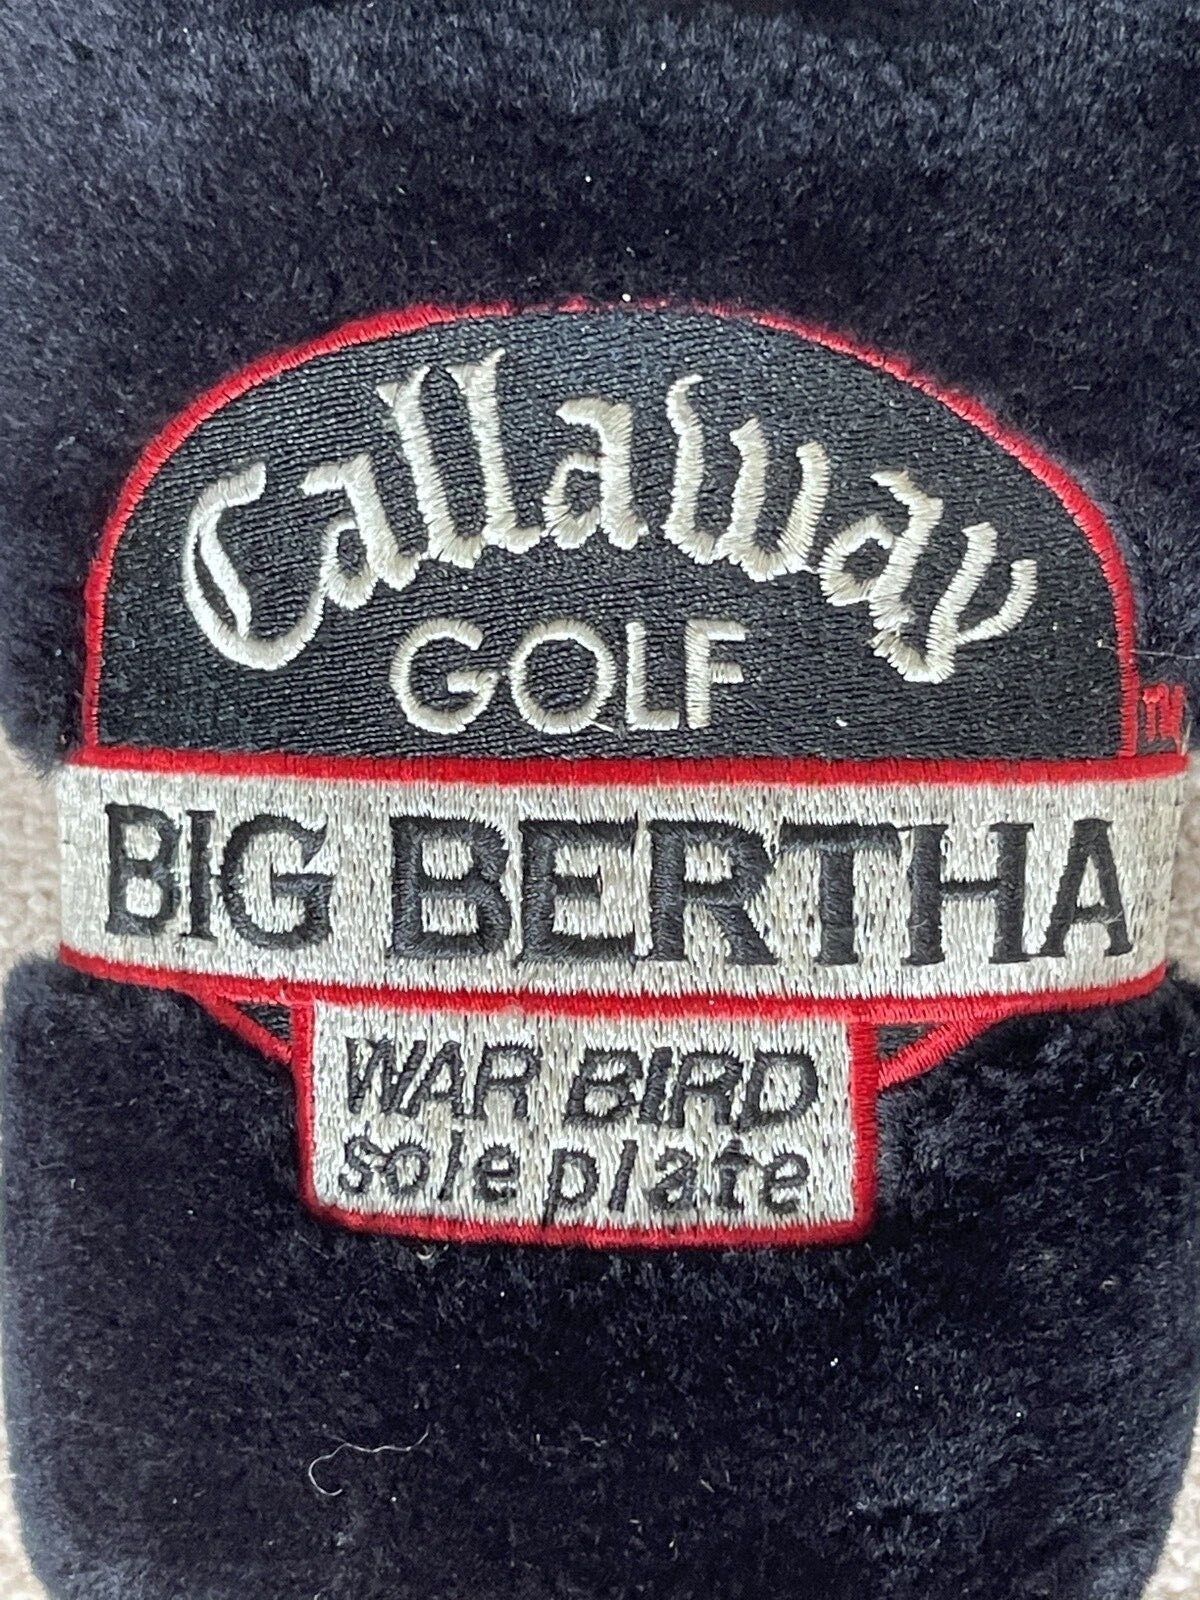 Callaway
GOLF
TM
BIG BERTHA
WAR BIRD
sole plate